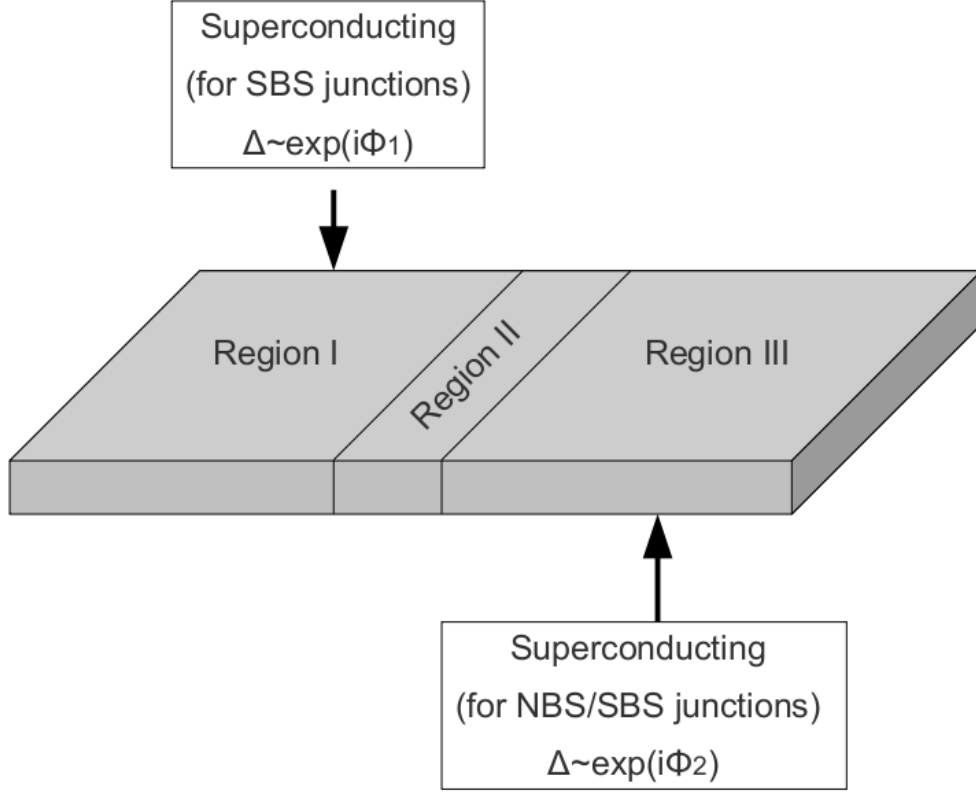 Superconducting
(for SBS junctions)
Δ~exp(iΦ1)
Region I
Region II
Region III
Superconducting
(for NBS/SBS junctions)
Δ~exp(iΦ2)